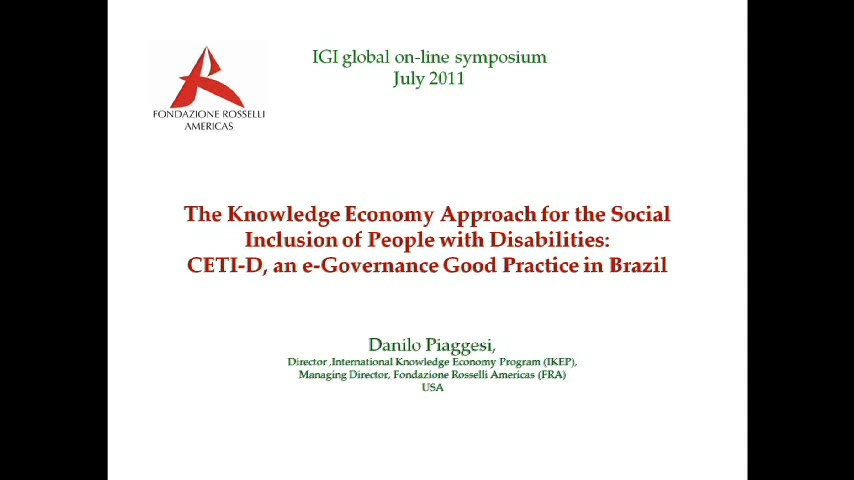 IGI global on-line symposium
July 2011
FONDAZIONE ROSSELLI
AMERICAS
The Knowledge Economy Approach for the Social
Inclusion of People with Disabilities:
CETI-D, an e-Governance Good Practice in Brazil
Danilo Piaggesi,
Director ,International Knowledge Economy Program (IKEP),
Managing Director, Fondazione Rosselli Americas (FRA)
USA